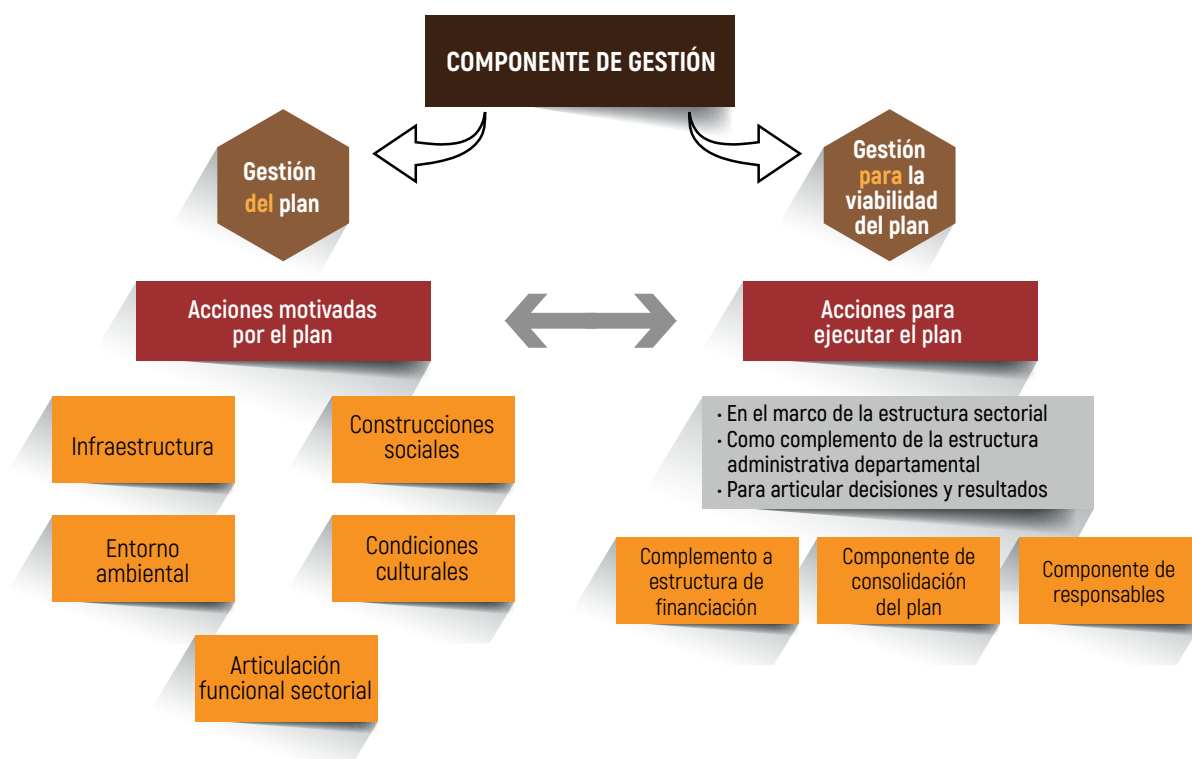 COMPONENTE DE GESTIÓN
Gestión
del plan
Gestión
para la
viabilidad
del plan
Acciones motivadas
por el plan
Acciones para
ejecutar el plan
Infraestructura
Construcciones
sociales
Entorno
ambiental
Condiciones
culturales
Articulación
funcional sectorial
· En el marco de la estructura sectorial
· Como complemento de la estructura
administrativa departamental
· Para articular decisiones y resultados
Complemento a
estructura de
financiación
Componente de
consolidación
del plan
Componente de
responsables